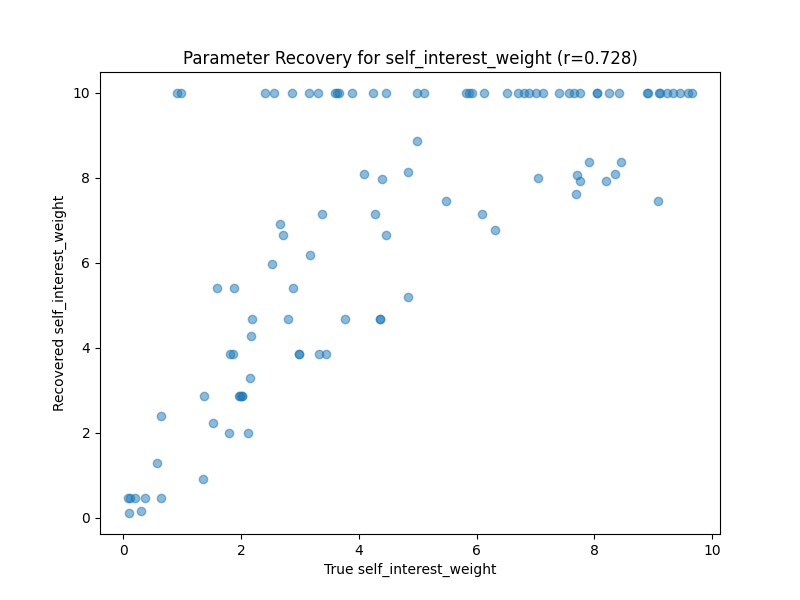 Parameter Recovery for self_interest_weight (r=0.728)
Recovered self_interest_weight
10
8
6
4
2
0
0 2 4 6 8 10
True self_interest_weight